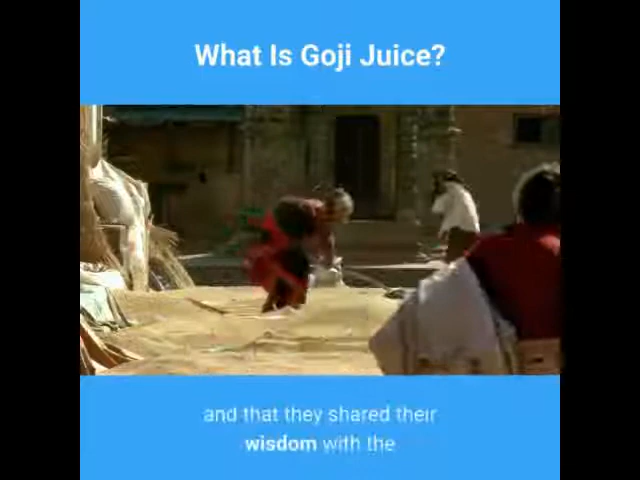 What Is Goji Juice?
and that they shared their
wisdom with the